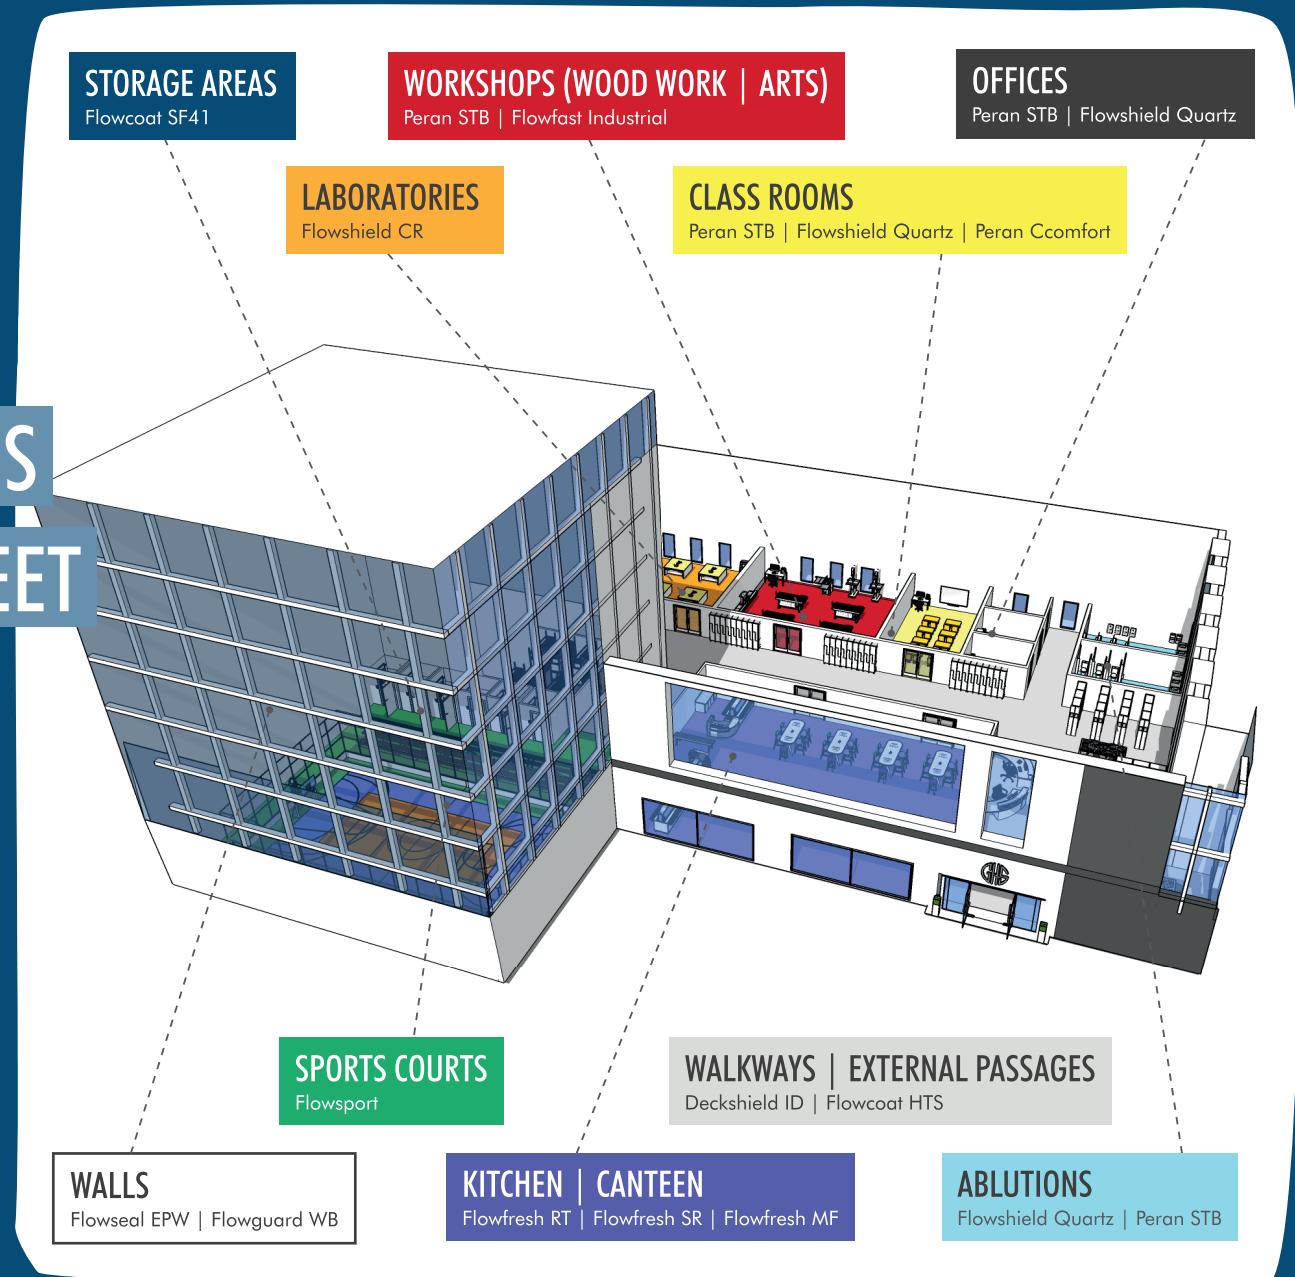 STORAGE AREAS
Flowcoat SF41
WORKSHOPS (WOOD WORK | ARTS)
Peran STB | Flowfast Industrial
OFFICES
Peran STB | Flowshield Quartz
LABORATORIES
Flowshield CR
CLASS ROOMS
Peran STB | Flowshield Quartz | Peran Ccomfort
S
EET
GHS
SPORTS COURTS
Flowsport
WALKWAYS | EXTERNAL PASSAGES
Deckshield ID | Flowcoat HTS
WALLS
Flowseal EPW | Flowguard WB
KITCHEN | CANTEEN
Flowfresh RT | Flowfresh SR | Flowfresh MF
ABLUTIONS
Flowshield Quartz | Peran STB